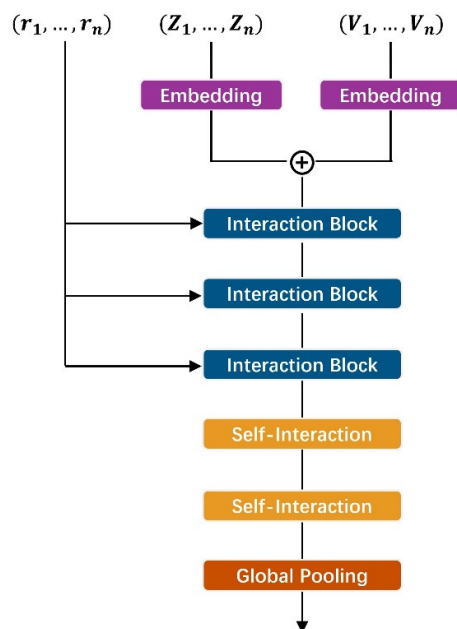 (r₁, …, rₙ) (Z₁, …, Zₙ) (V₁, …, Vₙ)
Embedding Embedding
+
Interaction Block
Interaction Block
Interaction Block
Self-Interaction
Self-Interaction
Global Pooling